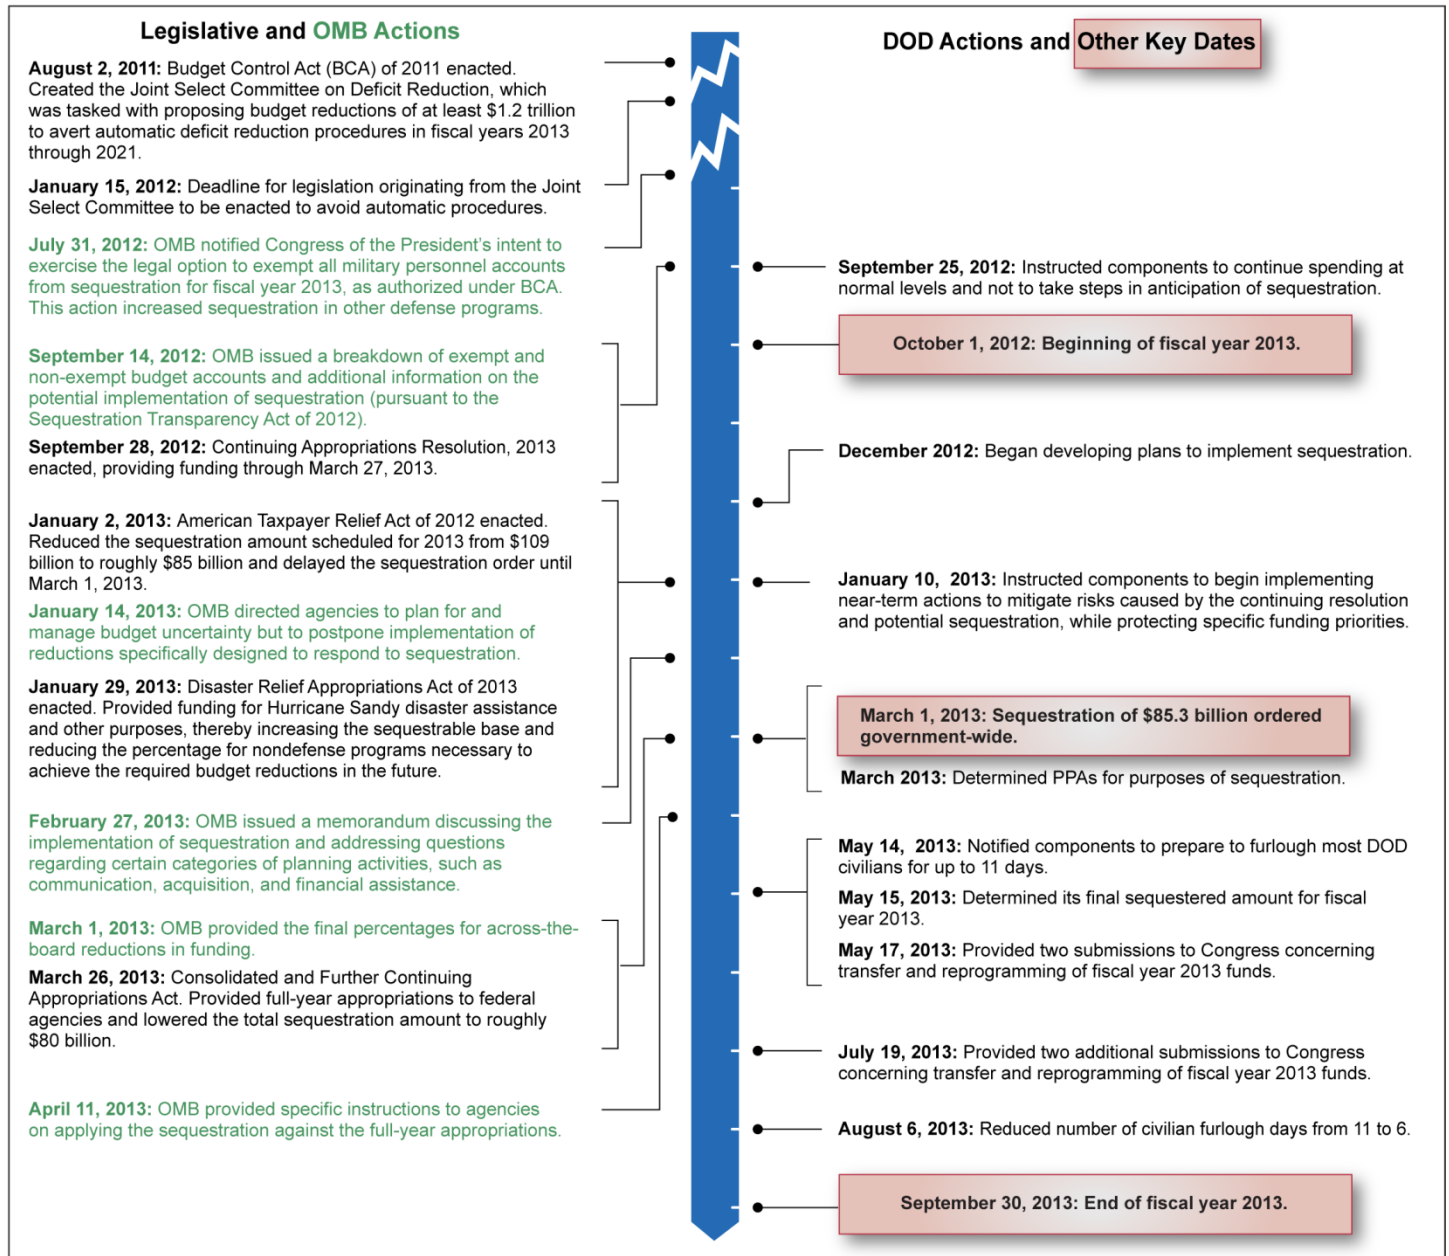 Legislative and OMB Actions
August 2, 2011: Budget Control Act (BCA) of 2011 enacted.
Created the Joint Select Committee on Deficit Reduction, which
was tasked with proposing budget reductions of at least $1.2 trillion
to avert automatic deficit reduction procedures in fiscal years 2013
through 2021.
January 15, 2012: Deadline for legislation originating from the Joint
Select Committee to be enacted to avoid automatic procedures.
July 31, 2012: OMB notified Congress of the President's intent to
exercise the legal option to exempt all military personnel accounts
from sequestration for fiscal year 2013, as authorized under BCA.
This action increased sequestration in other defense programs.
September 14, 2012: OMB issued a breakdown of exempt and
non-exempt budget accounts and additional information on the
potential implementation of sequestration (pursuant to the
Sequestration Transparency Act of 2012).
September 28, 2012: Continuing Appropriations Resolution, 2013
enacted, providing funding through March 27, 2013.
January 2, 2013: American Taxpayer Relief Act of 2012 enacted.
Reduced the sequestration amount scheduled for 2013 from $109
billion to roughly $85 billion and delayed the sequestration order until
March 1, 2013.
January 14, 2013: OMB directed agencies to plan for and
manage budget uncertainty but to postpone implementation of
reductions specifically designed to respond to sequestration.
January 29, 2013: Disaster Relief Appropriations Act of 2013
enacted. Provided funding for Hurricane Sandy disaster assistance
and other purposes, thereby increasing the sequestrable base and
reducing the percentage for nondefense programs necessary to
achieve the required budget reductions in the future.
February 27, 2013: OMB issued a memorandum discussing the
implementation of sequestration and addressing questions
regarding certain categories of planning activities, such as
communication, acquisition, and financial assistance.
March 1, 2013: OMB provided the final percentages for across-the-
board reductions in funding.
March 26, 2013: Consolidated and Further Continuing
Appropriations Act. Provided full-year appropriations to federal
agencies and lowered the total sequestration amount to roughly
$80 billion.
April 11, 2013: OMB provided specific instructions to agencies
on applying the sequestration against the full-year appropriations.
DOD Actions and Other Key Dates
September 25, 2012: Instructed components to continue spending at
normal levels and not to take steps in anticipation of sequestration.
October 1, 2012: Beginning of fiscal year 2013.
December 2012: Began developing plans to implement sequestration.
January 10, 2013: Instructed components to begin implementing
near-term actions to mitigate risks caused by the continuing resolution
and potential sequestration, while protecting specific funding priorities.
March 1, 2013: Sequestration of $85.3 billion ordered
government-wide.
March 2013: Determined PPAs for purposes of sequestration.
May 14, 2013: Notified components to prepare to furlough most DOD
civilians for up to 11 days.
May 15, 2013: Determined its final sequestered amount for fiscal
year 2013.
May 17, 2013: Provided two submissions to Congress concerning
transfer and reprogramming of fiscal year 2013 funds.
July 19, 2013: Provided two additional submissions to Congress
concerning transfer and reprogramming of fiscal year 2013 funds.
August 6, 2013: Reduced number of civilian furlough days from 11 to 6.
September 30, 2013: End of fiscal year 2013.